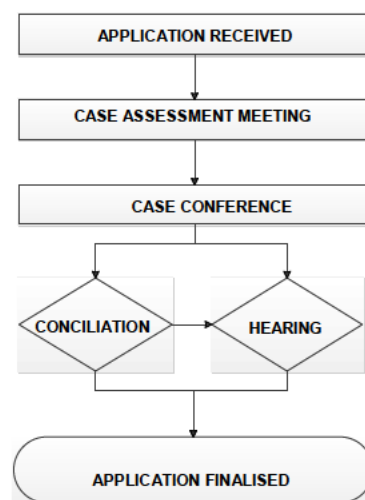 APPLICATION RECEIVED
CASE ASSESSMENT MEETING
CASE CONFERENCE
CONCILIATION
HEARING
APPLICATION FINALISED